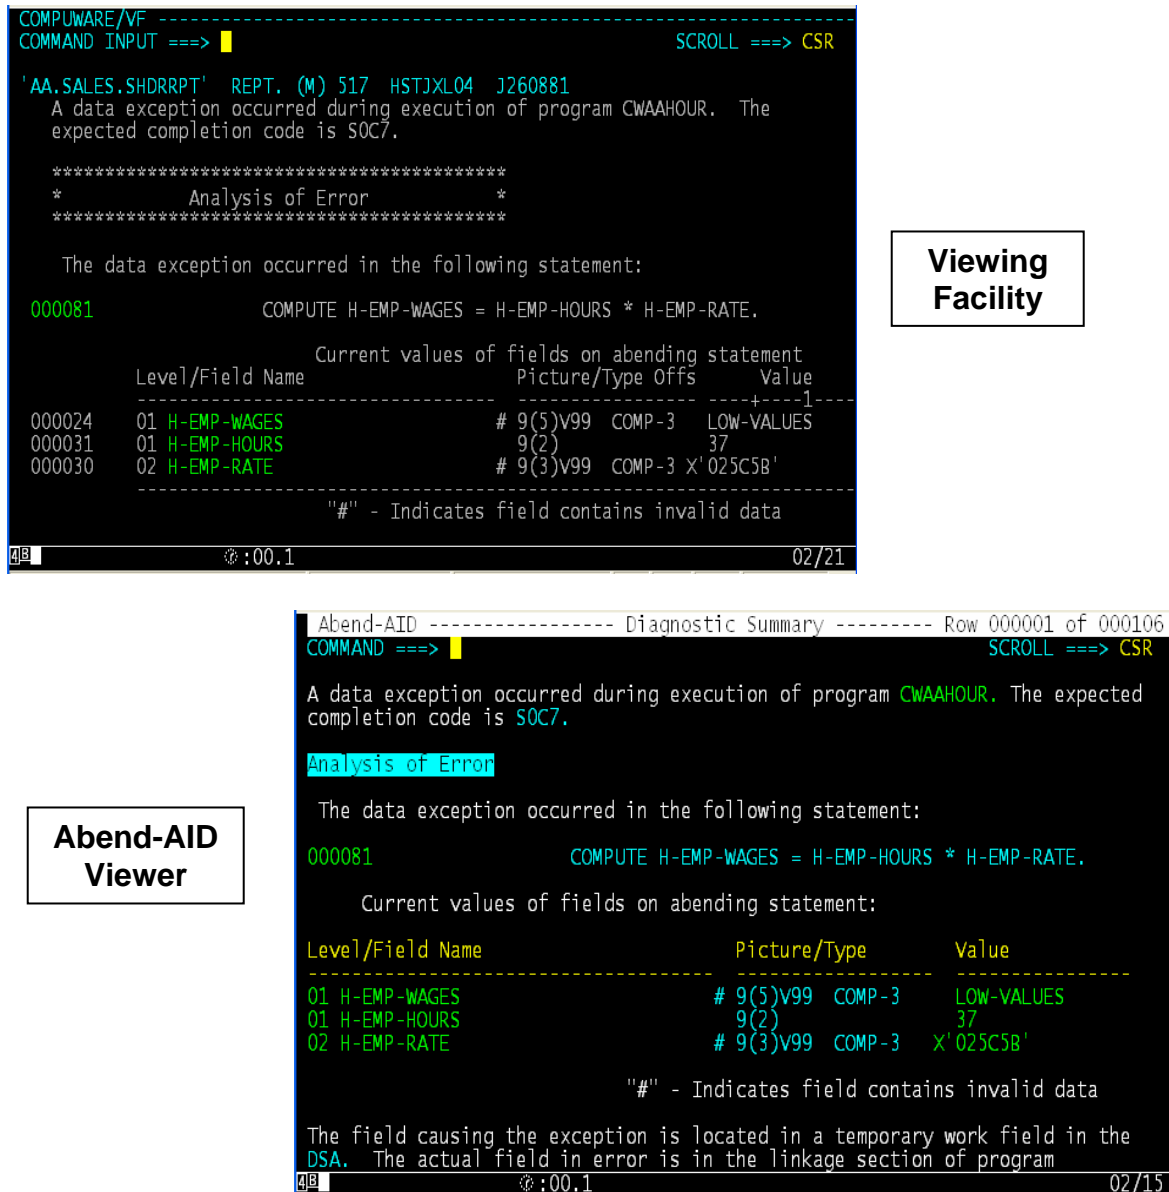 COMPUWARE/VF -----------------------------------------------------------------
COMMAND INPUT ===> SCROLL ===> CSR
'AA.SALES.SHDRRPT' REPT. (M) 517 HSTJXL04 J260881
A data exception occurred during execution of program CWAAHOUR. The
expected completion code is S0C7.
*******************************************
* Analysis of Error *
*******************************************
The data exception occurred in the following statement:
000081 COMPUTE H-EMP-WAGES = H-EMP-HOURS * H-EMP-RATE.
Current values of fields on abending statement
Level/Field Name Picture/Type Offs Value
---------------------------------- ----------------- ----+----1----
000024 01 H-EMP-WAGES # 9(5)V99 COMP-3 LOW-VALUES
000031 01 H-EMP-HOURS 9(2) 37
000030 02 H-EMP-RATE # 9(3)V99 COMP-3 X'025C5B'
-------------------------------------------------------------------
"#" - Indicates field contains invalid data
4B :00.1 02/21
Viewing
Facility
Abend-AID ----------------- Diagnostic Summary --------- Row 000001 of 000106
COMMAND ===> SCROLL ===> CSR
A data exception occurred during execution of program CWAAHOUR. The expected
completion code is S0C7.
Analysis of Error
The data exception occurred in the following statement:
000081 COMPUTE H-EMP-WAGES = H-EMP-HOURS * H-EMP-RATE.
Current values of fields on abending statement:
Level/Field Name Picture/Type Value
-------------------------------------- ------------------ ----------------
01 H-EMP-WAGES # 9(5)V99 COMP-3 LOW-VALUES
01 H-EMP-HOURS 9(2) 37
02 H-EMP-RATE # 9(3)V99 COMP-3 X'025C5B'
"#" - Indicates field contains invalid data
The field causing the exception is located in a temporary work field in the
DSA. The actual field in error is in the linkage section of program
4B :00.1 02/15
Abend-AID
Viewer